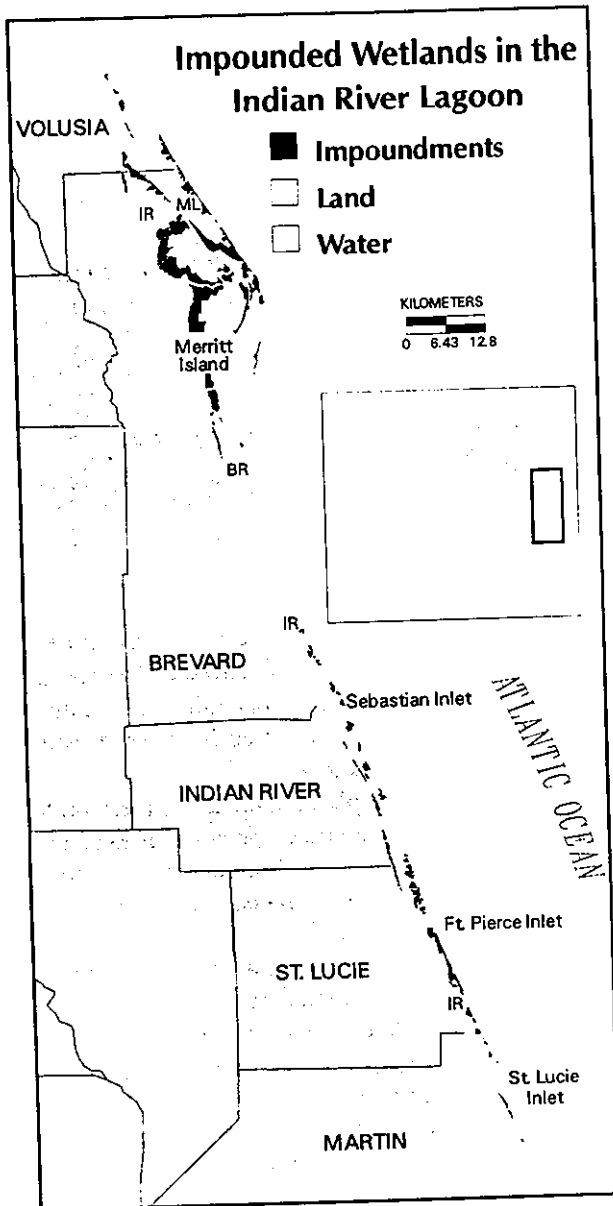 Impounded Wetlands in the
Indian River Lagoon
Impoundments
Land
Water
VOLUSIA
IR
ML
KILOMETERS
0 6.43 12.8
Merritt
Island
BR
IR
BREVARD
Sebastian Inlet
ATLANTIC OCEAN
INDIAN RIVER
Ft. Pierce Inlet
ST. LUCIE
IR
St. Lucie
Inlet
MARTIN